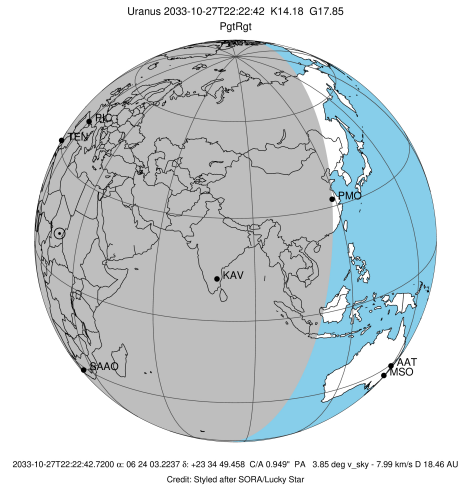 Uranus 2033-10-27T22:22:42 K14.18 G17.85
PgtRgt
PIC
TEN
PMO
KAV
SAAO
AAT
MSO
2033-10-27T22:22:42.7200 α: 06 24 03.2237 δ: +23 34 49.458 C/A 0.949" PA 3.85 deg v_sky - 7.99 km/s D 18.46 AU
Credit: Styled after SORA/Lucky Star